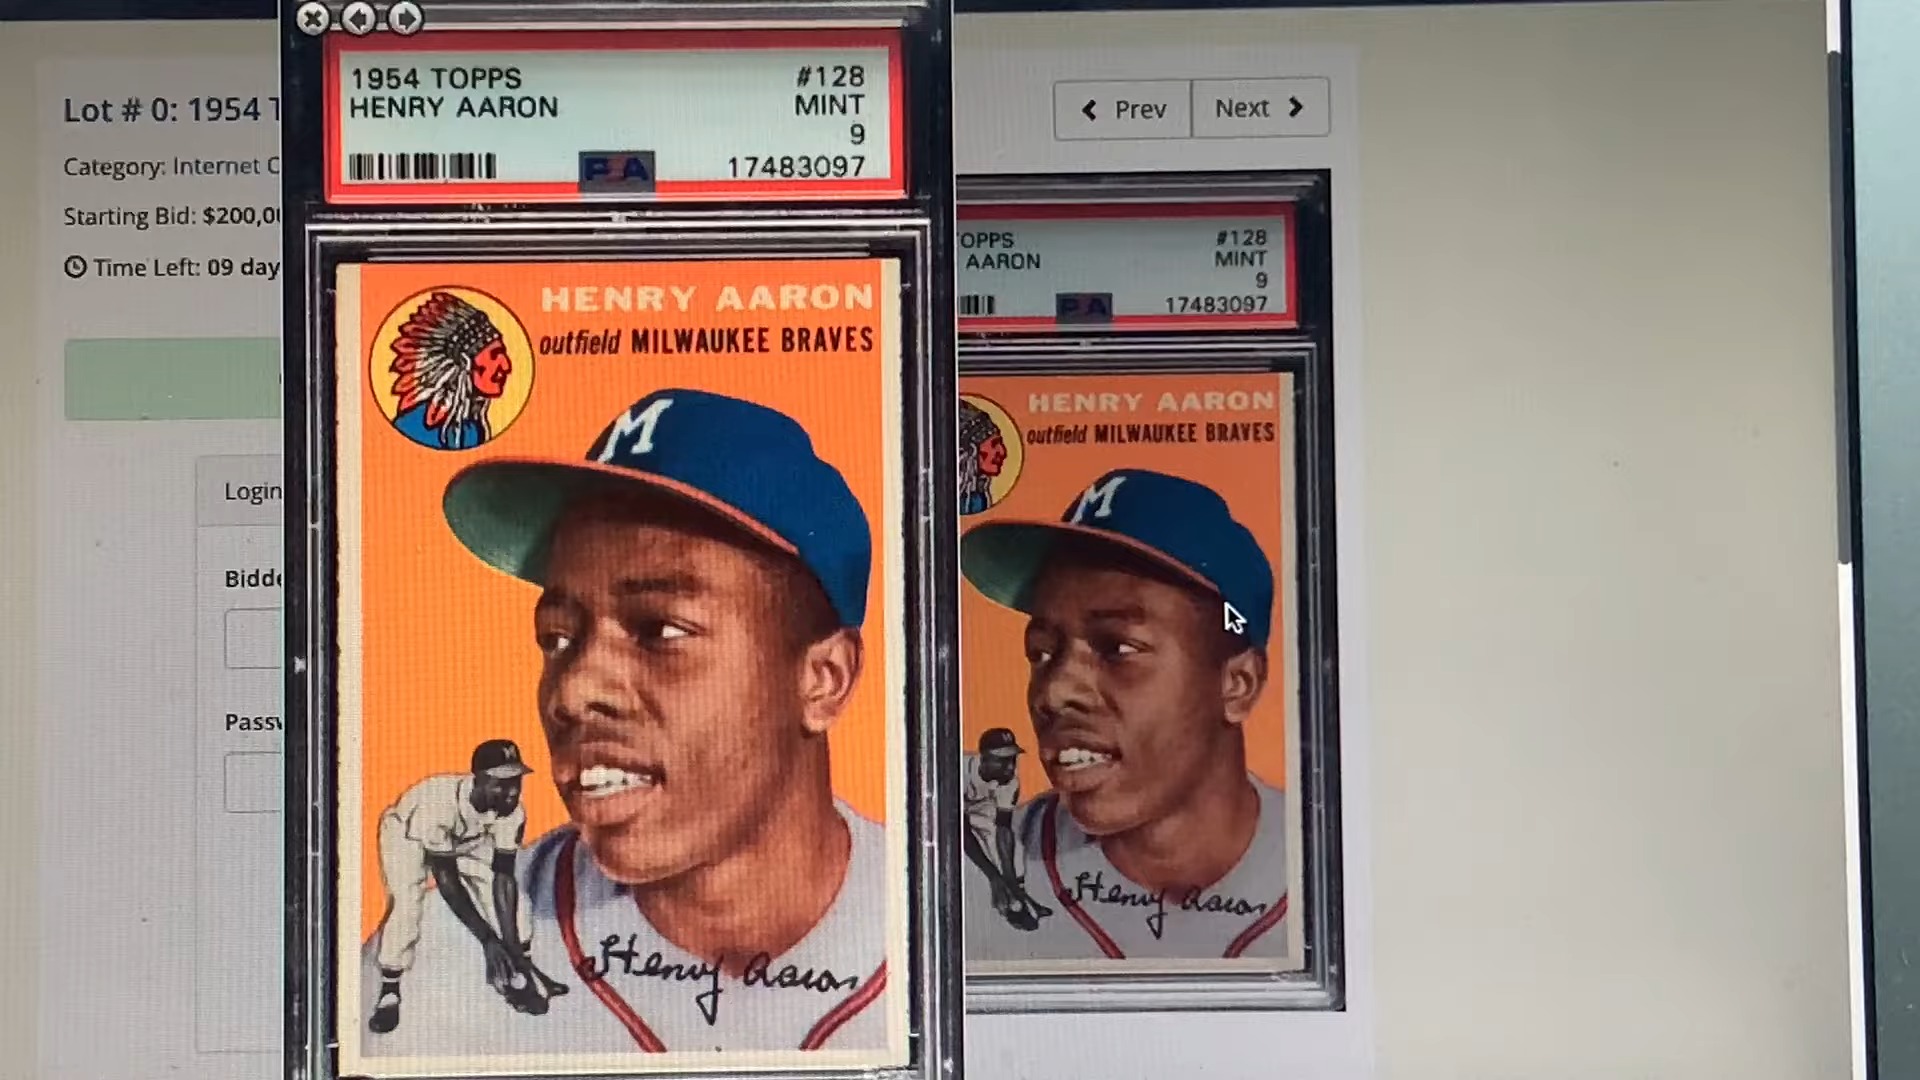 Lot # 0: 1954
Category: Internet
Starting Bid: $200,0
Time Left: 09 day
Login
Bidde
Passw
1954 TOPPS #128
HENRY AARON MINT
9
17483097
HENRY AARON
outfield MILWAUKEE BRAVES
M
M
Henry Aaron
Prev
Next
OPPS #128
AARON MINT
9
17483097
HENRY AARON
outfield MILWAUKEE BRAVES
M
M
Henry Aaron